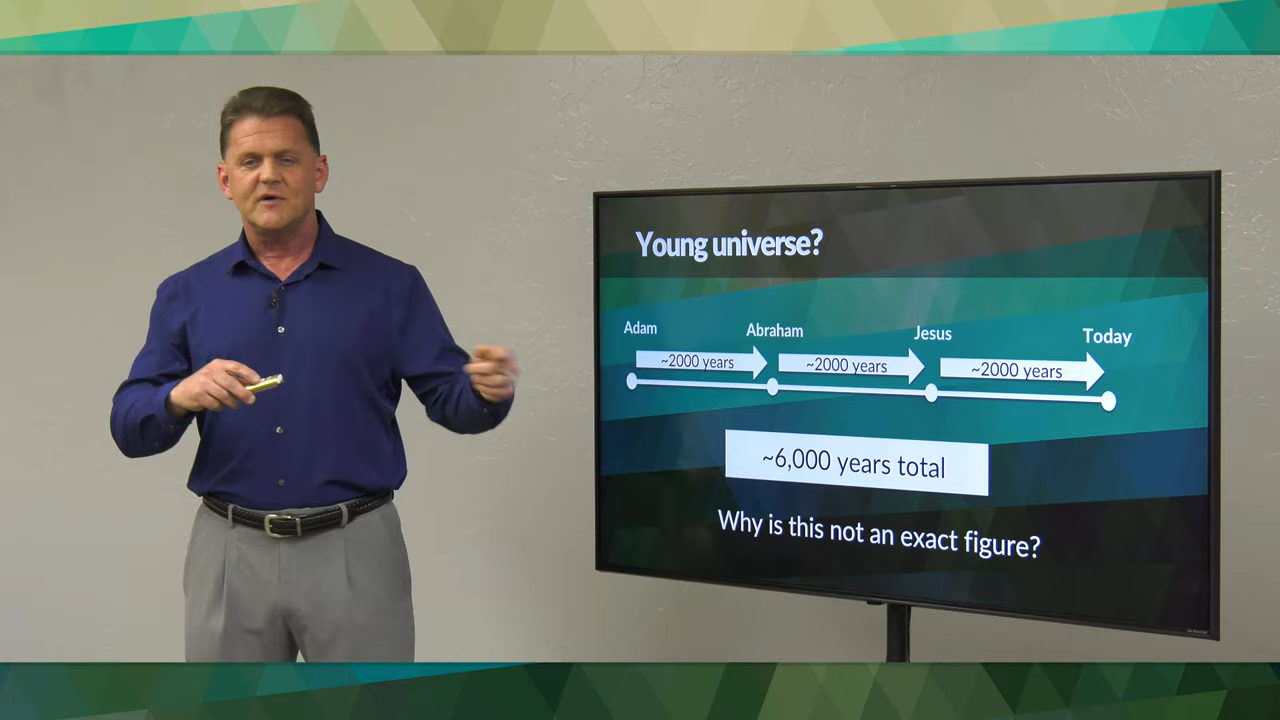 Young universe?
Adam Abraham Jesus Today
~2000 years ~2000 years ~2000 years
~6,000 years total
Why is this not an exact figure?